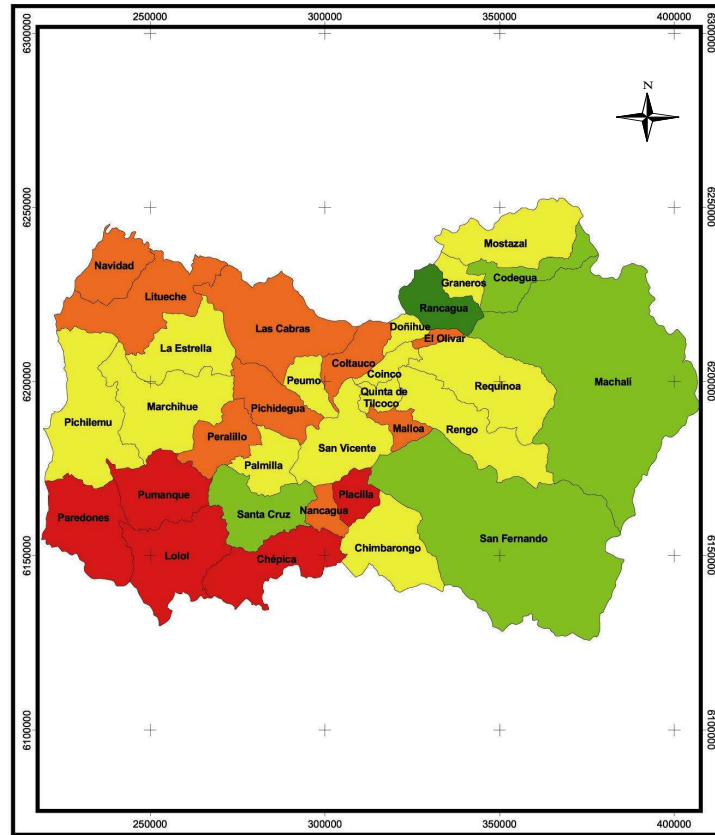 250000
300000
350000
400000
6300000
6300000
N
6250000
6250000
Mostazal
Navidad
Graneros
Codegua
Litueche
Rancagua
Las Cabras
Doñihue
El Olivar
La Estrella
Coltauco
Coinco
6200000
6200000
Peumo
Requínoa
Machalí
Quinta de
Tilcoco
Marchihue
Pichidegua
Pichilemu
Malloa
Rengo
Peralillo
San Vicente
Palmilla
Pumanque
Placilla
Paredones
Santa Cruz
Nancagua
San Fernando
6150000
6150000
Lolol
Chépica
Chimbarongo
6100000
6100000
250000
300000
350000
400000